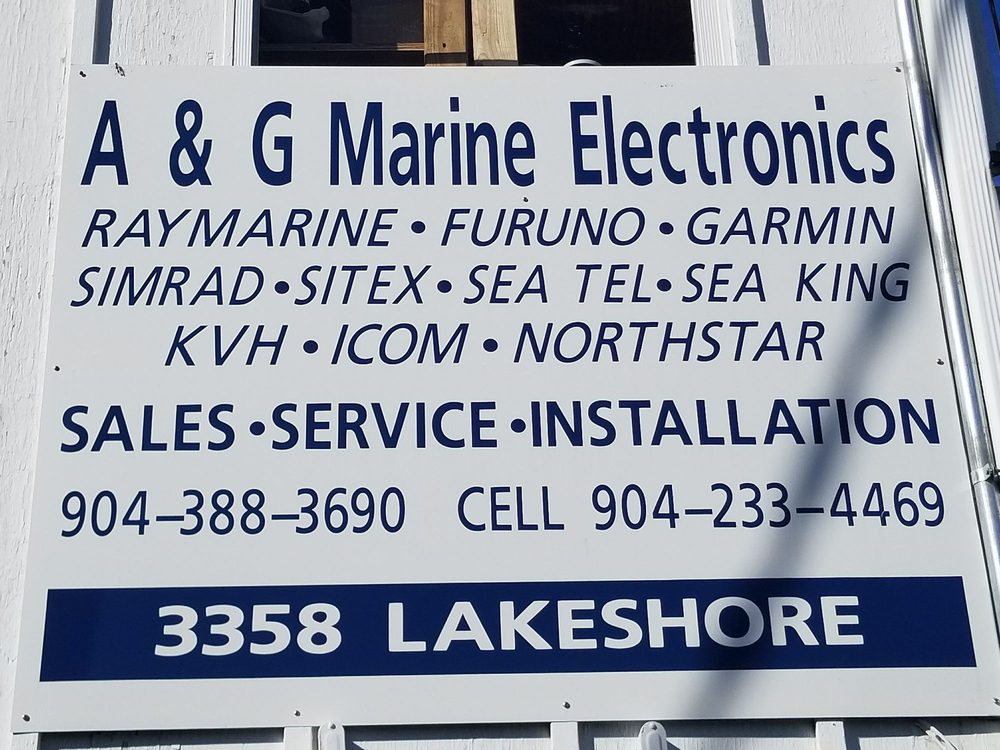 A & G Marine Electronics
RAYMARINE • FURUNO • GARMIN
SIMRAD • SITEX • SEA TEL • SEA KING
KVH • ICOM • NORTHSTAR
SALES • SERVICE • INSTALLATION
904-388-3690 CELL 904-233-4469
3358 LAKESHORE